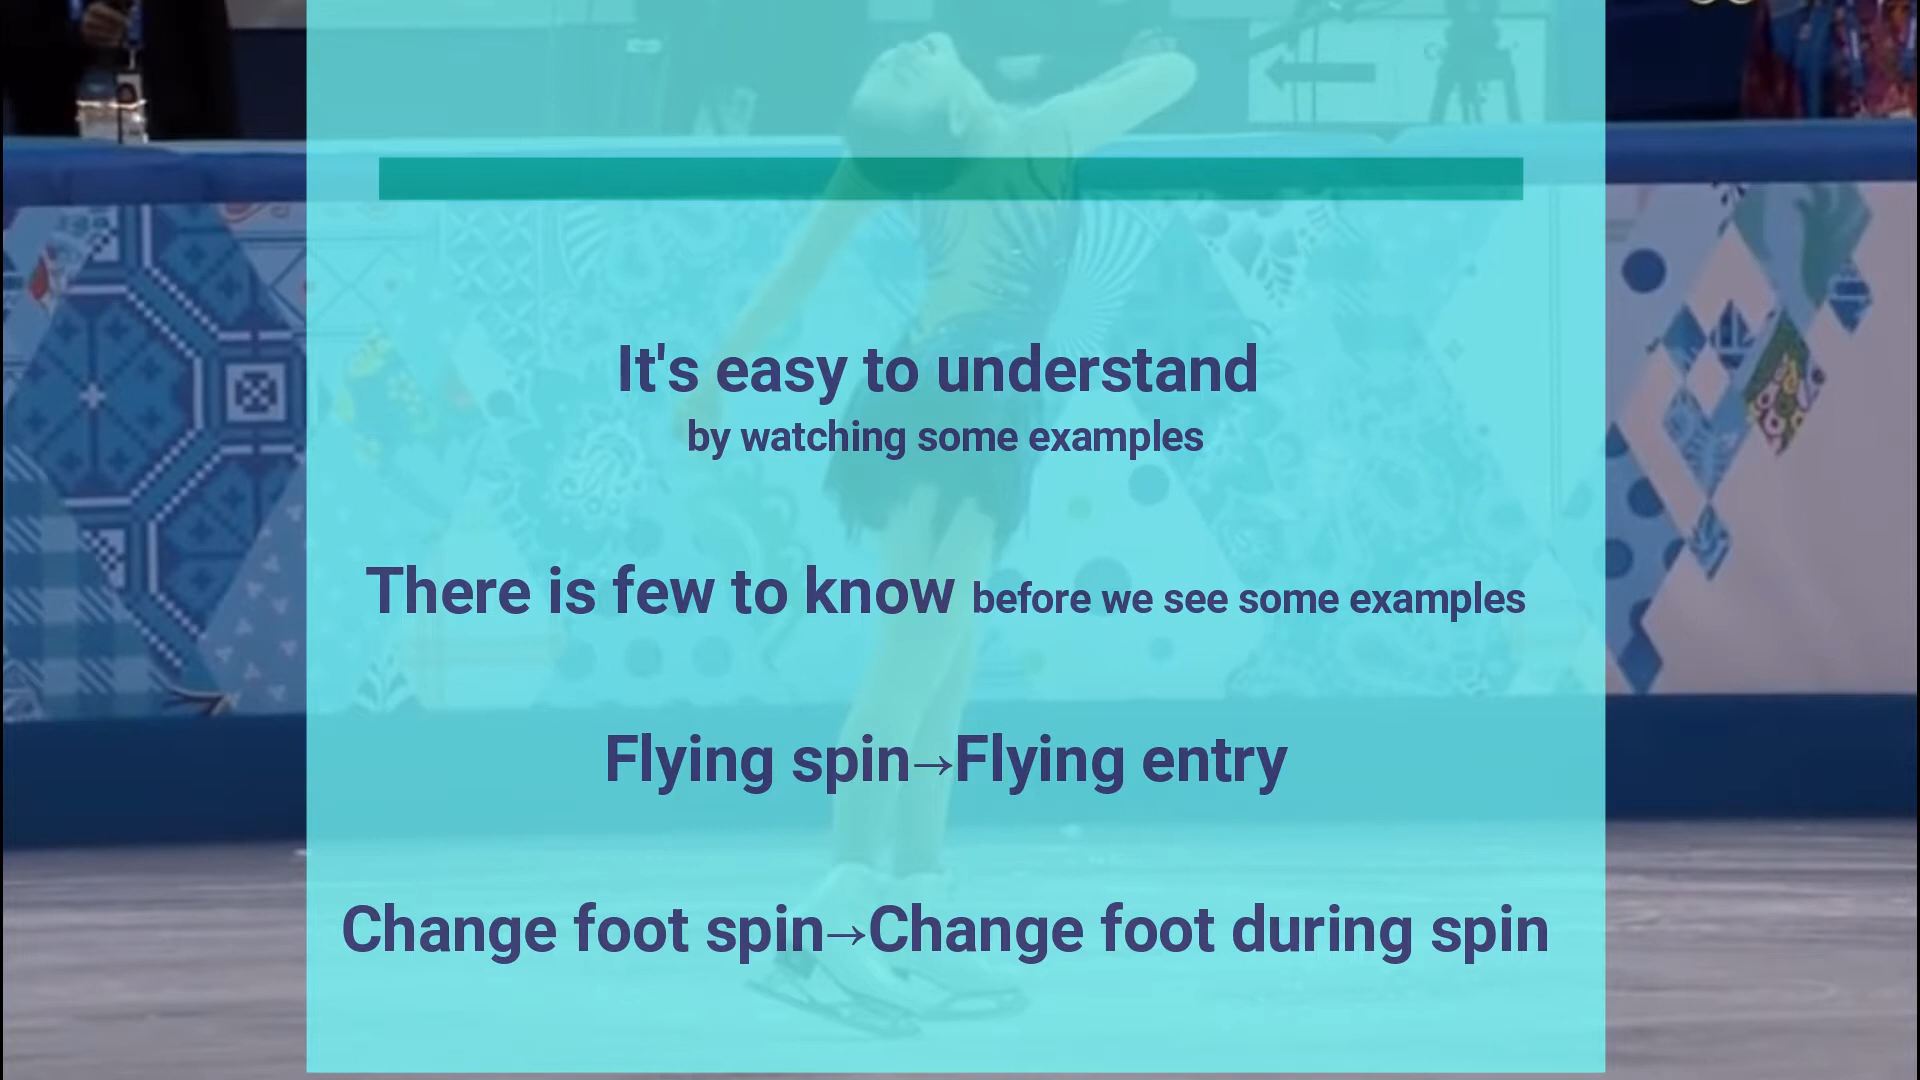 It's easy to understand
by watching some examples
There is few to know before we see some examples
Flying spin→Flying entry
Change foot spin→Change foot during spin